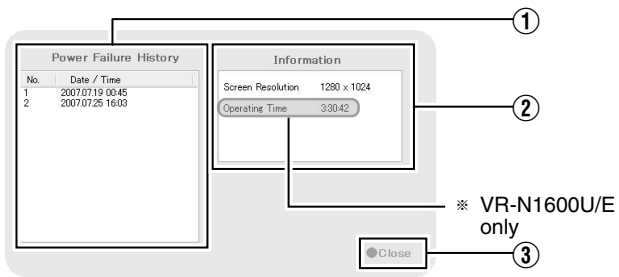 ①
Power Failure History
No. Date / Time
1 2007.07.19 00:45
2 2007.07.25 16:03
Information
Screen Resolution 1280 x 1024
Operating Time 3:30:42
②
※ VR-N1600U/E
only
Close
③